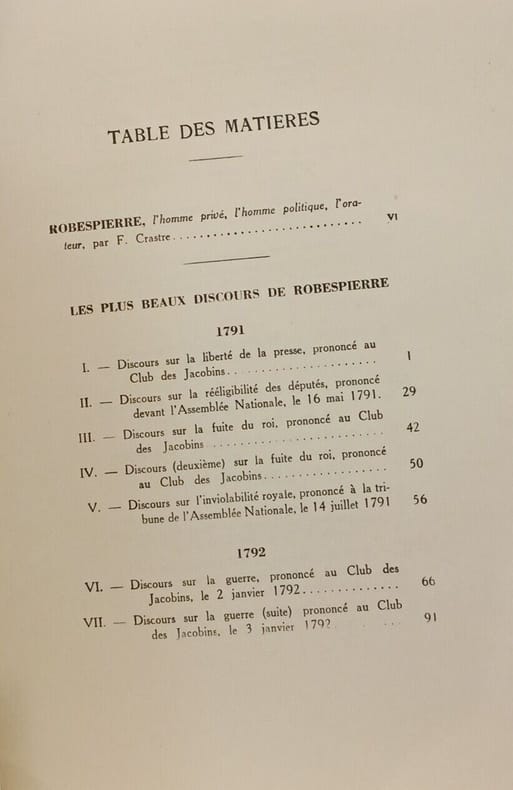 TABLE DES MATIERES
ROBESPIERRE, l'homme privé, l'homme politique, l'ora-
teur, par F. Crastre............................ VI
LES PLUS BEAUX DISCOURS DE ROBESPIERRE
1791
I. — Discours sur la liberté de la presse, prononcé au
Club des Jacobins...................... 1
II. — Discours sur la rééligibilité des députés, prononcé
devant l'Assemblée Nationale, le 16 mai 1791. 29
III. — Discours sur la fuite du roi, prononcé au Club
des Jacobins ......................... 42
IV. — Discours (deuxième) sur la fuite du roi, prononcé
au Club des Jacobins.................. 50
V. — Discours sur l'inviolabilité royale, prononcé à la tri-
bune de l'Assemblée Nationale, le 14 juillet 1791 56
1792
VI. — Discours sur la guerre, prononcé au Club des
Jacobins, le 2 janvier 1792.............. 66
VII. — Discours sur la guerre (suite) prononcé au Club
des Jacobins, le 3 janvier 1792. . . . 91